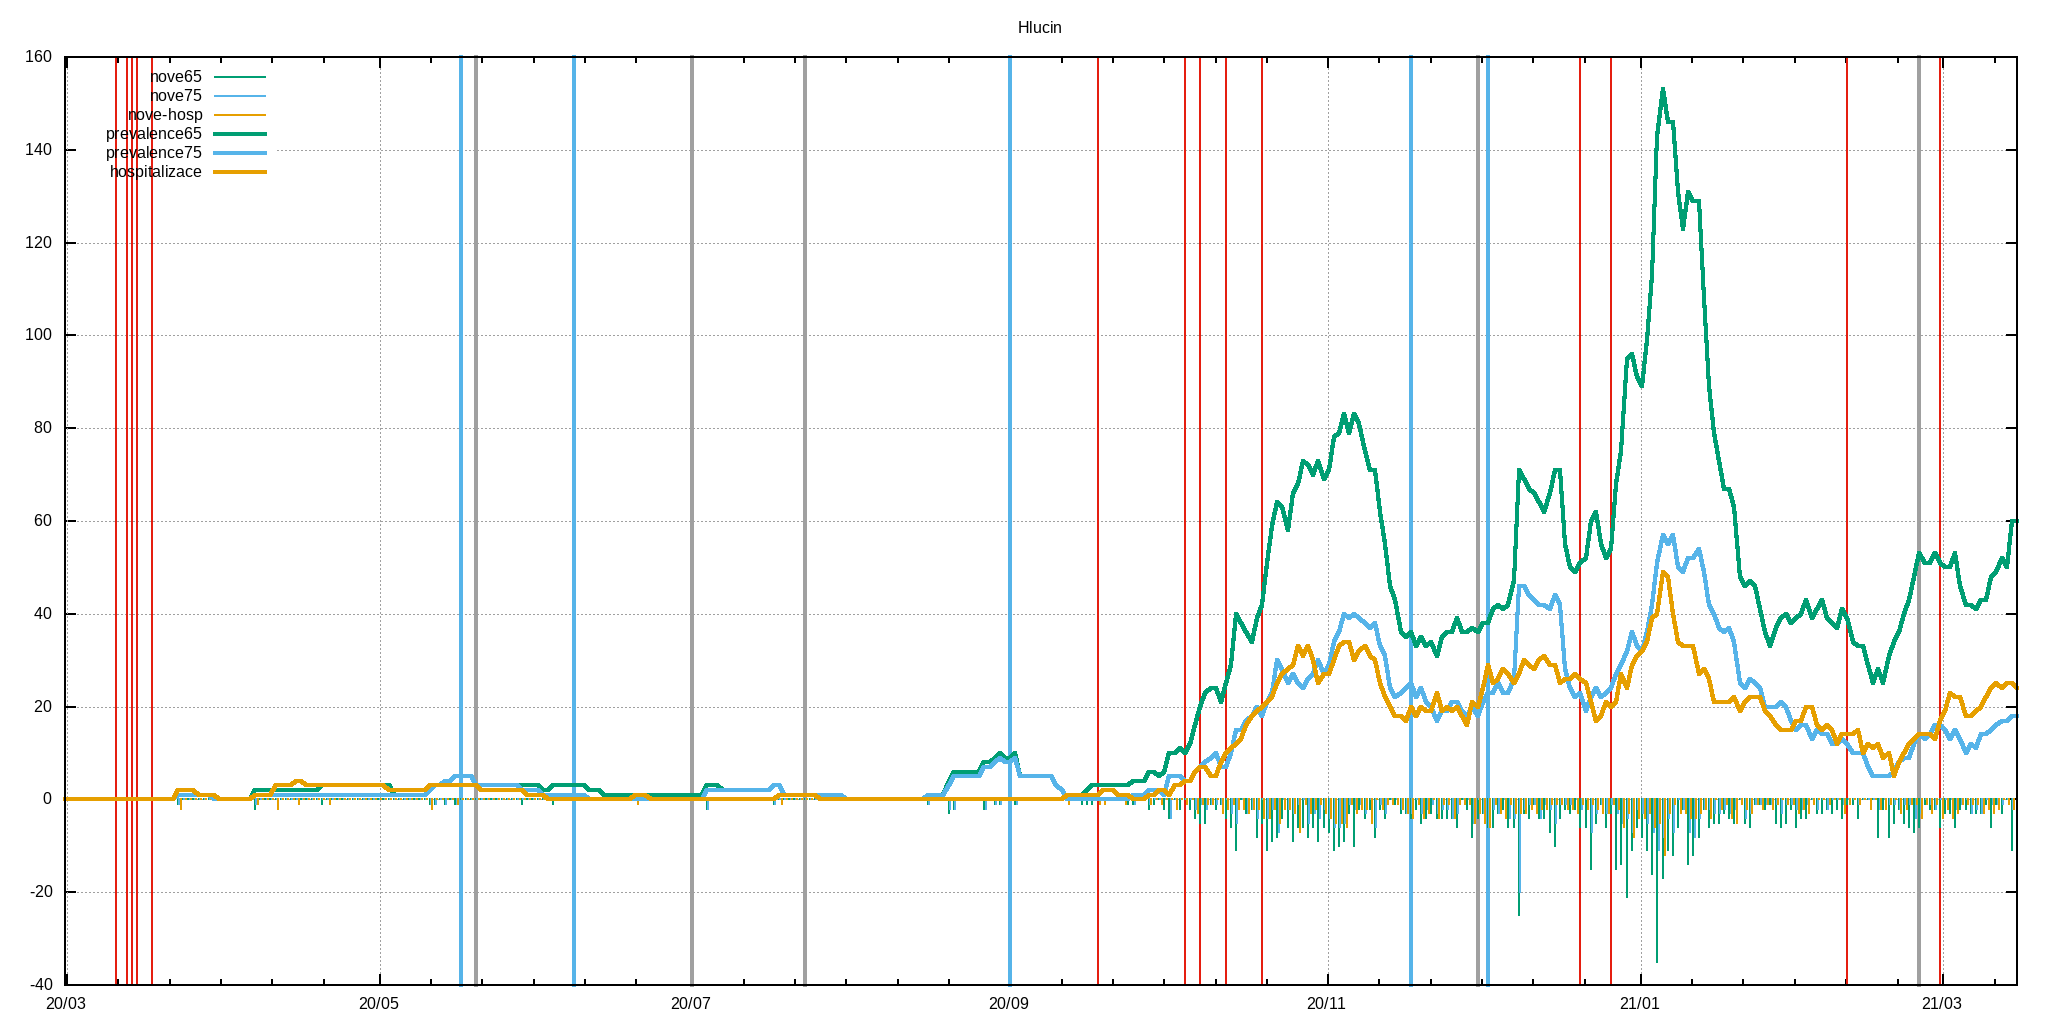 Hlucin
160
nove65
nove75
nove-hosp
prevalence65
140
prevalence75
hospitalizace
120
100
80
60
40
20
0
-20
-40
20/03 20/05 20/07 20/09 20/11 21/01 21/03